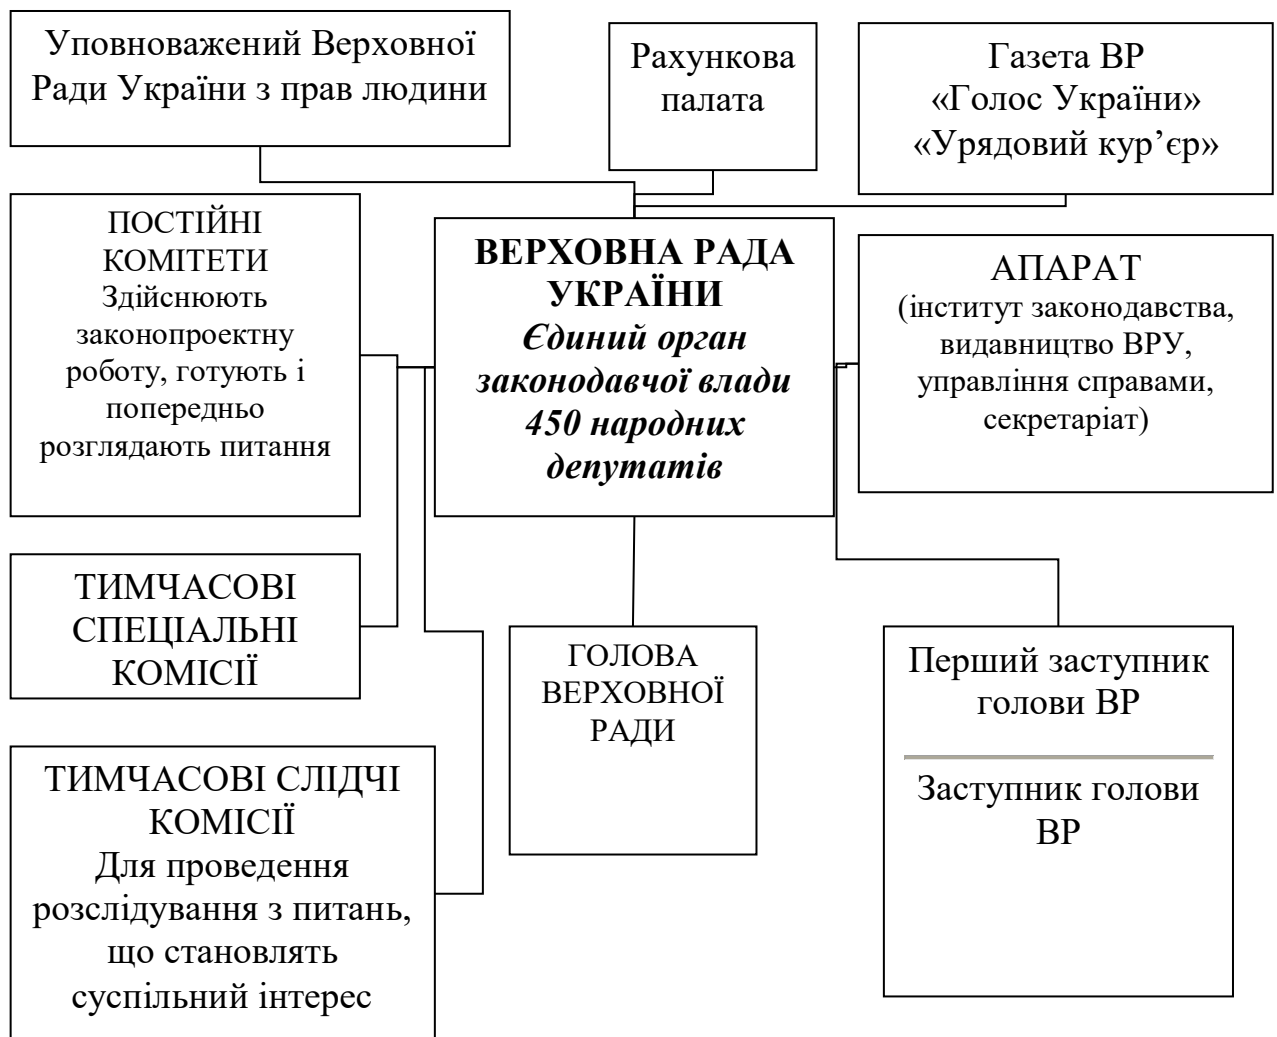 Уповноважений Верховної
Ради України з прав людини
Рахункова
палата
Газета ВР
«Голос України»
«Урядовий кур’єр»
ПОСТІЙНІ
КОМІТЕТИ
Здійснюють
законопроектну
роботу, готують і
попередньо
розглядають питання
ВЕРХОВНА РАДА
УКРАЇНИ
Єдиний орган
законодавчої влади
450 народних
депутатів
АПАРАТ
(інститут законодавства,
видавництво ВРУ,
управління справами,
секретаріат)
ТИМЧАСОВІ
СПЕЦІАЛЬНІ
КОМІСІЇ
ГОЛОВА
ВЕРХОВНОЇ
РАДИ
Перший заступник
голови ВР
Заступник голови
ВР
ТИМЧАСОВІ СЛІДЧІ
КОМІСІЇ
Для проведення
розслідування з питань,
що становлять
суспільний інтерес